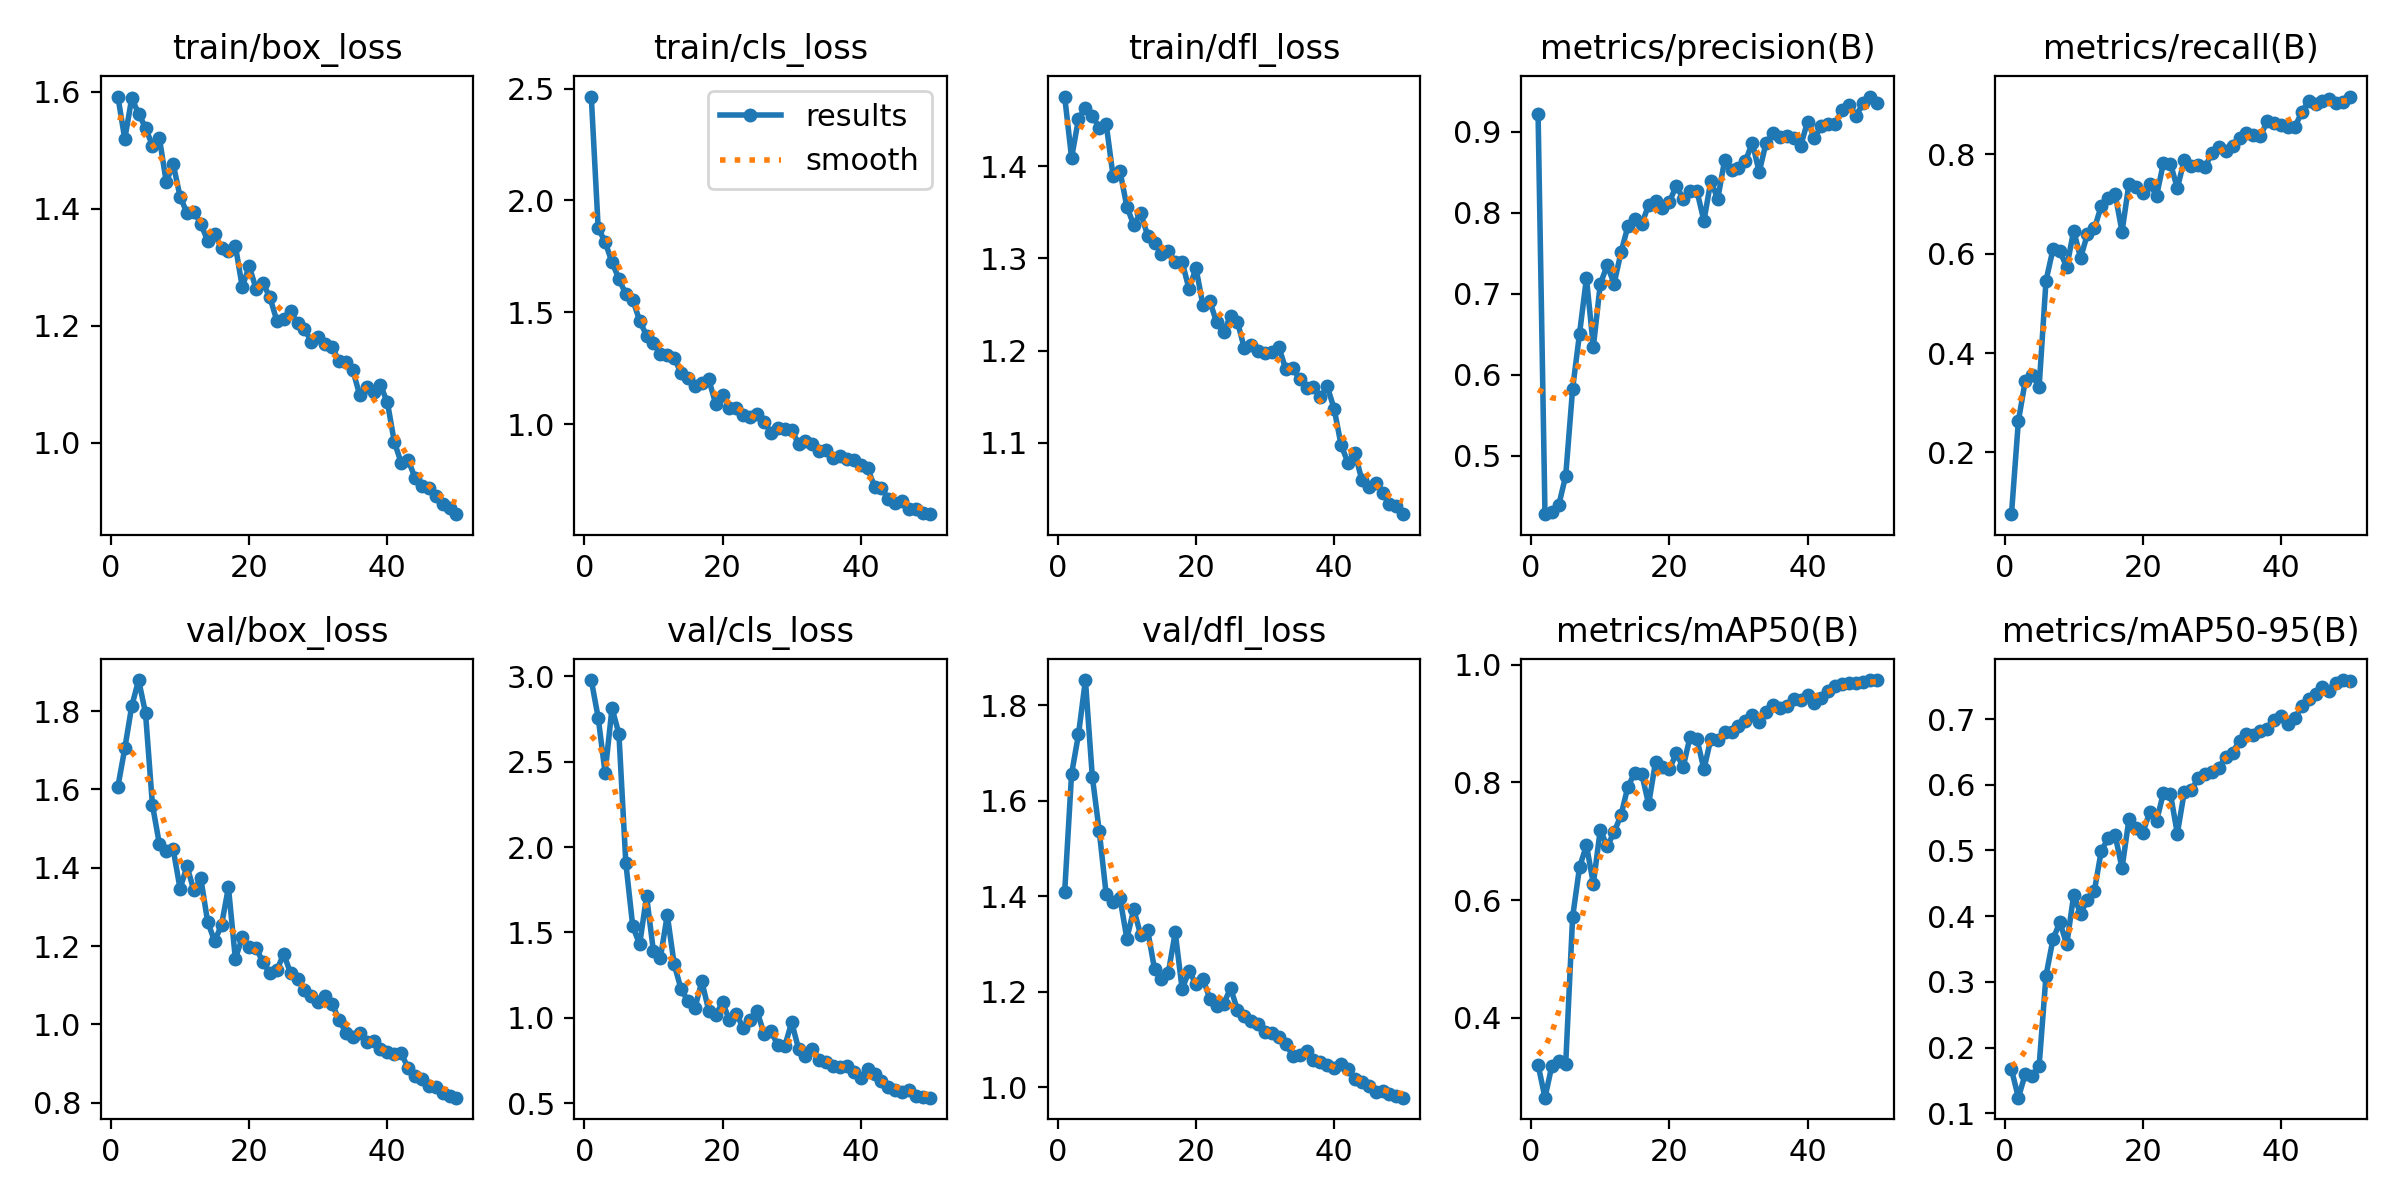 train/box_loss
1.6
1.4
1.2
1.0
0 20 40
train/cls_loss
results
smooth
2.5
2.0
1.5
1.0
0 20 40
train/dfl_loss
1.4
1.3
1.2
1.1
0 20 40
metrics/precision(B)
0.9
0.8
0.7
0.6
0.5
0 20 40
metrics/recall(B)
0.8
0.6
0.4
0.2
0 20 40
val/box_loss
1.8
1.6
1.4
1.2
1.0
0.8
0 20 40
val/cls_loss
3.0
2.5
2.0
1.5
1.0
0.5
0 20 40
val/dfl_loss
1.8
1.6
1.4
1.2
1.0
0 20 40
metrics/mAP50(B)
1.0
0.8
0.6
0.4
0 20 40
metrics/mAP50-95(B)
0.7
0.6
0.5
0.4
0.3
0.2
0.1
0 20 40